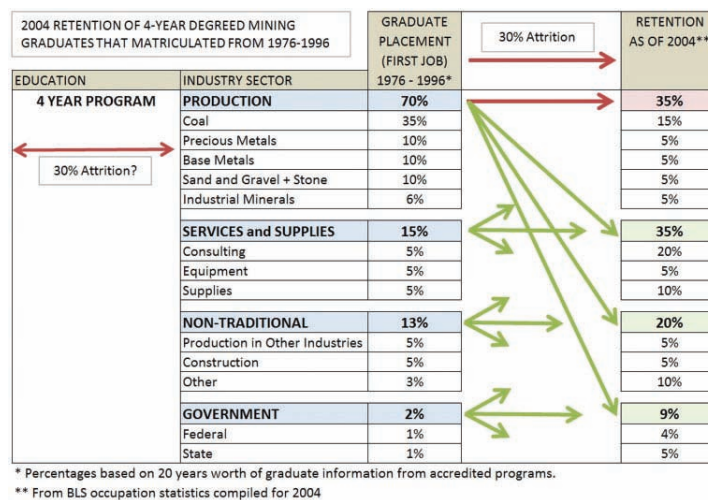 2004 RETENTION OF 4-YEAR DEGREED MINING
GRADUATES THAT MATRICULATED FROM 1976-1996
GRADUATE
PLACEMENT
(FIRST JOB)
1976 - 1996*
30% Attrition
RETENTION
AS OF 2004**
EDUCATION
INDUSTRY SECTOR
4 YEAR PROGRAM
30% Attrition?
PRODUCTION 70% 35%
Coal 35% 15%
Precious Metals 10% 5%
Base Metals 10% 5%
Sand and Gravel + Stone 10% 5%
Industrial Minerals 6% 5%
SERVICES and SUPPLIES 15% 35%
Consulting 5% 20%
Equipment 5% 5%
Supplies 5% 10%
NON-TRADITIONAL 13% 20%
Production in Other Industries 5% 5%
Construction 5% 5%
Other 3% 10%
GOVERNMENT 2% 9%
Federal 1% 4%
State 1% 5%
* Percentages based on 20 years worth of graduate information from accredited programs.
** From BLS occupation statistics compiled for 2004